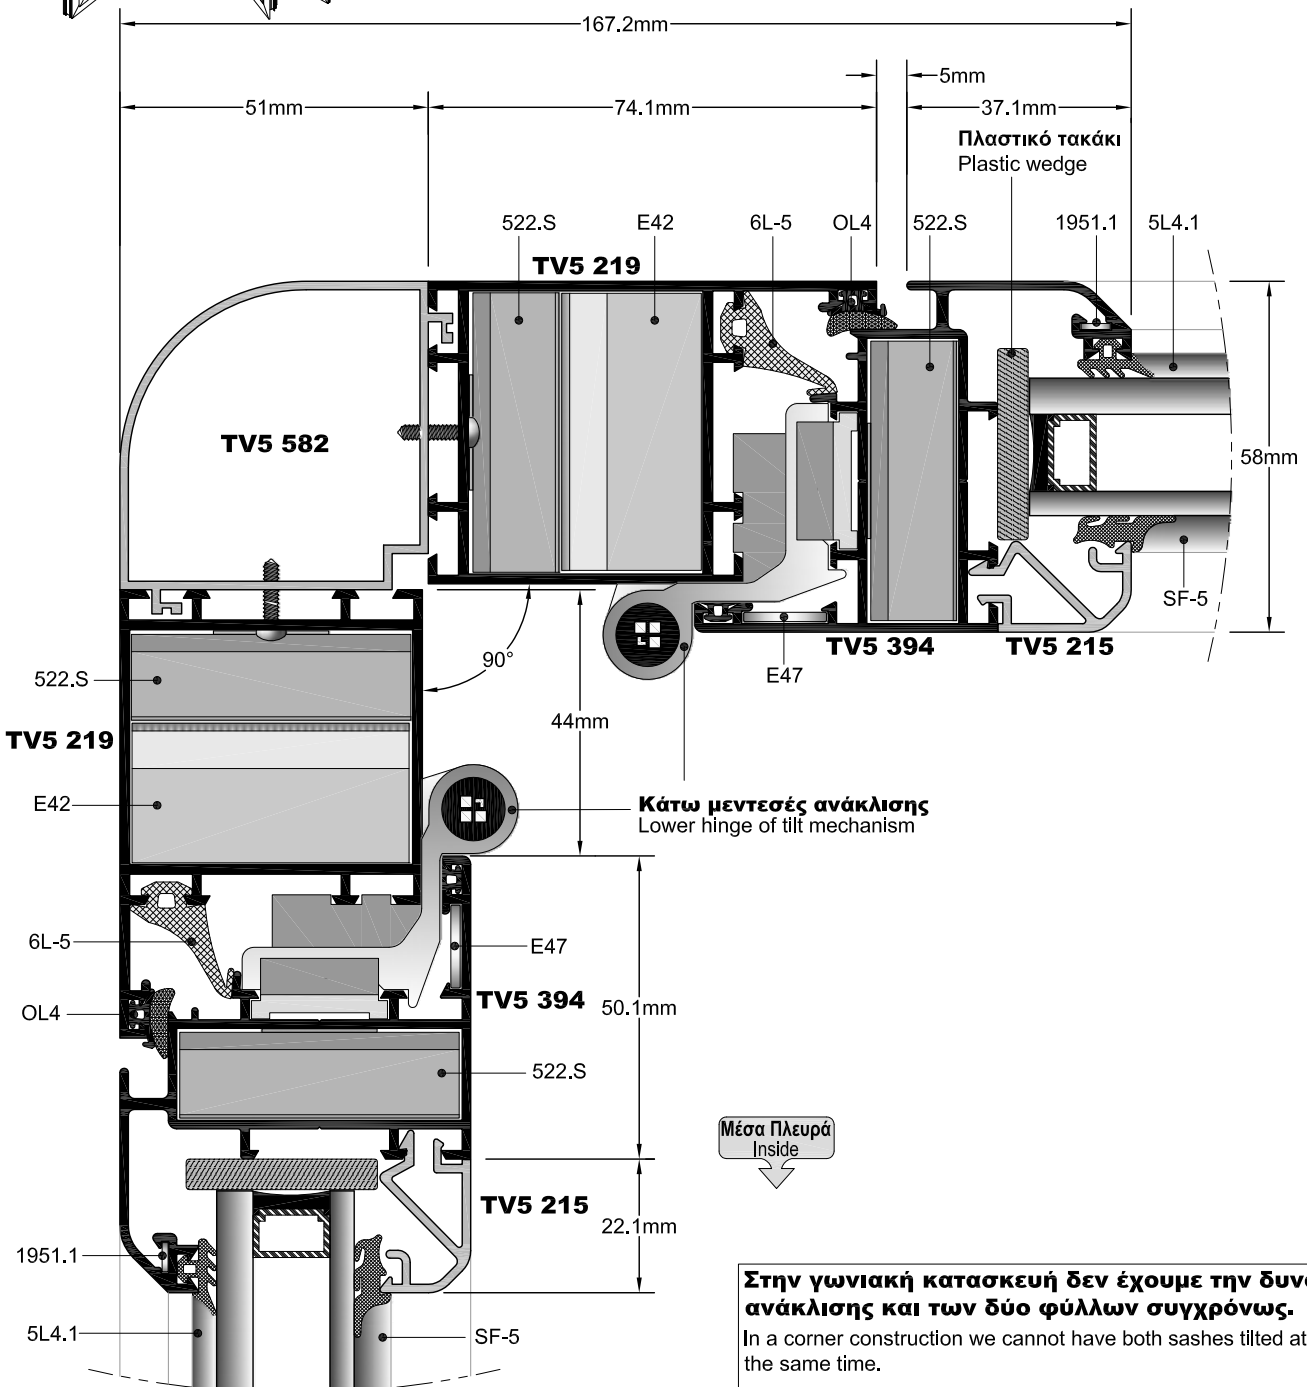 167.2mm
5mm
51mm
74.1mm
37.1mm
Πλαστικό τακάκι
Plastic wedge
522.S
E42
6L-5
OL4
522.S
1951.1
5L4.1
TV5 219
TV5 582
58mm
SF-5
TV5 394
TV5 215
E47
90°
522.S
44mm
TV5 219
E42
Κάτω μεντεσές ανάκλισης
Lower hinge of tilt mechanism
6L-5
E47
TV5 394
50.1mm
OL4
522.S
Μέσα Πλευρά
Inside
TV5 215
22.1mm
1951.1
5L4.1
SF-5
Στην γωνιακή κατασκευή δεν έχουμε την
ανάκλισης και των δύο φύλλων συγχρόνως.
In a corner construction we cannot have both sashes tilted at
the same time.